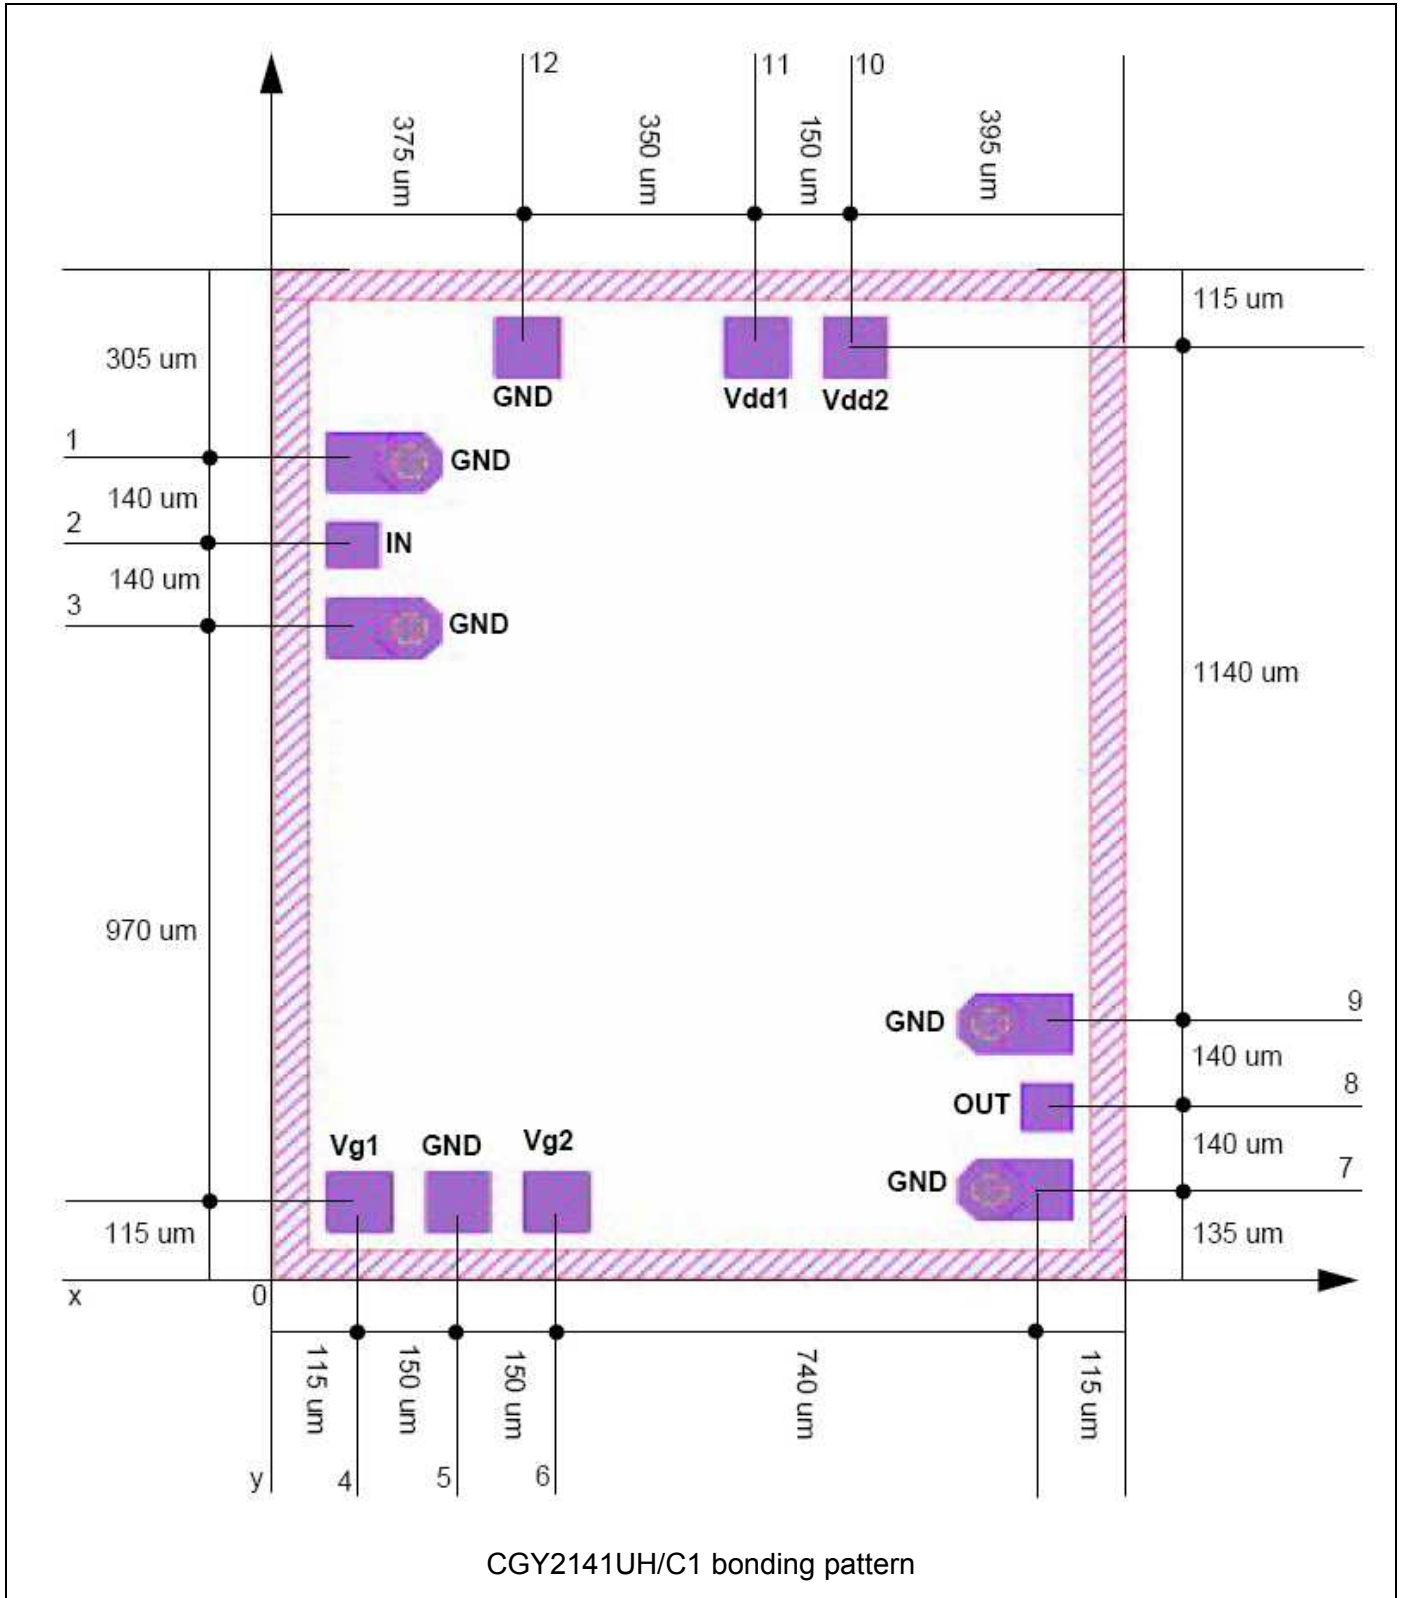 12
11
10
375 um
350 um
150 um
395 um
115 um
305 um
GND
Vdd1
Vdd2
1
GND
140 um
2
IN
140 um
3
GND
1140 um
970 um
9
GND
140 um
8
OUT
140 um
Vg1
GND
Vg2
7
GND
115 um
135 um
x
0
115 um
150 um
150 um
740 um
115 um
y
4
5
6
CGY2141UH/C1 bonding pattern